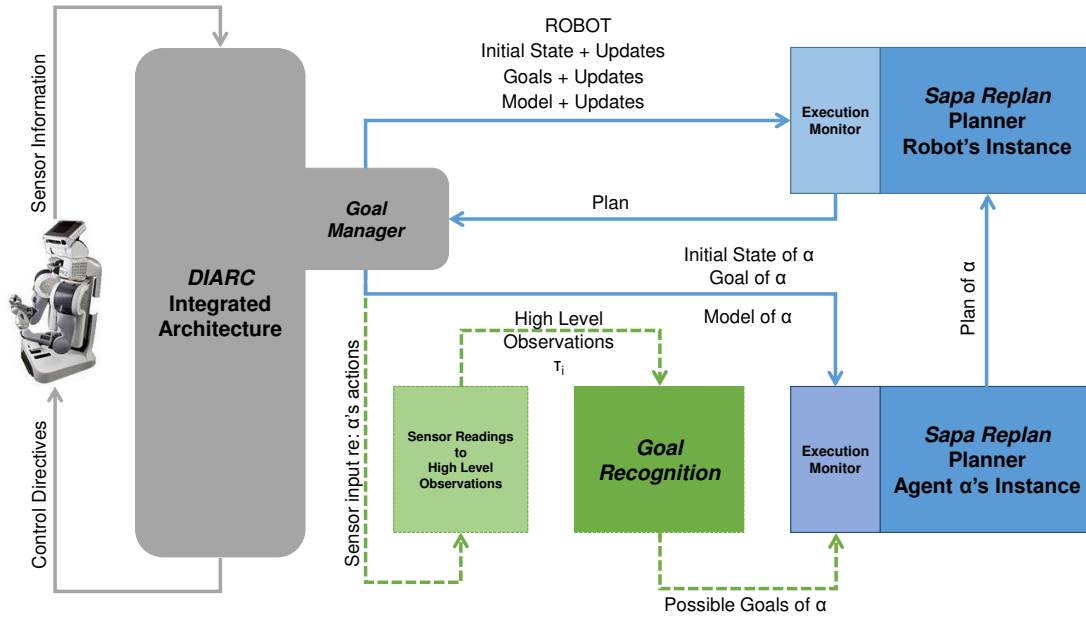 Sensor Information
Control Directives
DIARC
Integrated
Architecture
Goal
Manager
ROBOT
Initial State + Updates
Goals + Updates
Model + Updates
Execution
Monitor
Sapa Replan
Planner
Robot's Instance
Plan
Initial State of α
Goal of α
Model of α
Plan of α
Sensor input re: α's actions
High Level
Observations
τi
Sensor Readings
to
High Level
Observations
Goal
Recognition
Execution
Monitor
Sapa Replan
Planner
Agent α's Instance
Possible Goals of α